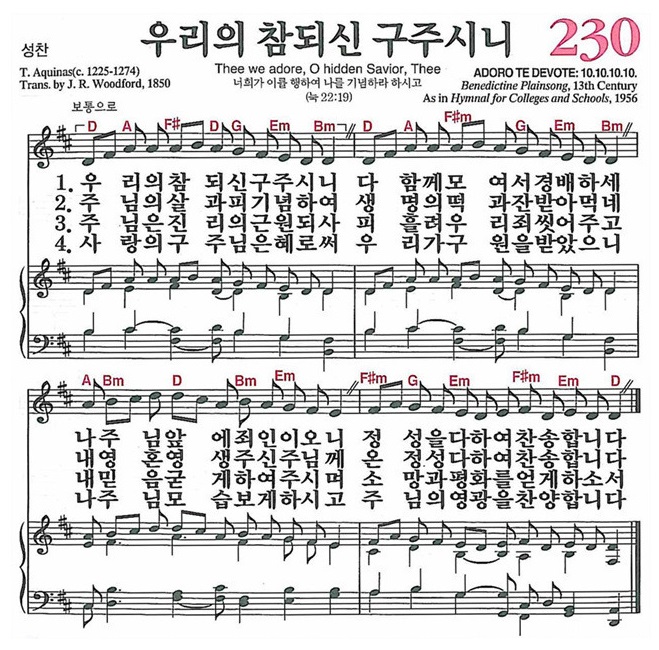 성찬
우리의 참되신 구주시니
230
T. Aquinas(c. 1225-1274)
Trans. by J. R. Woodford, 1850
Thee we adore, O hidden Savior, Thee
너희가 이를 행하여 나를 기념하라 하시고
(눅 22:19)
ADORO TE DEVOTE: 10.10.10.10.
Benedictine Plainsong, 13th Century
As in Hymnal for Colleges and Schools, 1956
보통으로
D A F# D G Em Bm D A F#m G Em Bm
1. 우 리의참 되신구주시니 다 함께모 여서경배하세
2. 주 님의살 과피기념하여 생 명의떡 과잔받아먹네
3. 주 님은진 리의근원되사 피 흘려우 리죄씻어주고
4. 사 랑의구 주님은혜로써 우 리가구 원을받았으니
A Bm D Bm Em F#m G Em F#m Em D
나주 님앞 에죄인이오니 정 성을다하여찬송합니다
내영 혼영 생주신주님께 온 정성다하여찬송합니다
내믿 음굳 게하여주시며 소 망과평화를얻게하소서
나주 님모 습보게하시고 주 님의영광을찬양합니다